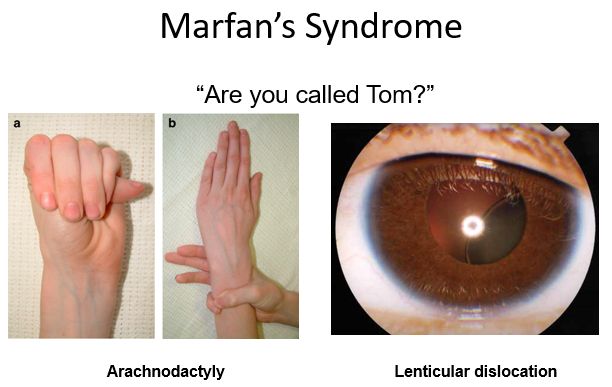 Marfan’s Syndrome
“Are you called Tom?”
a
b
Arachnodactyly
Lenticular dislocation